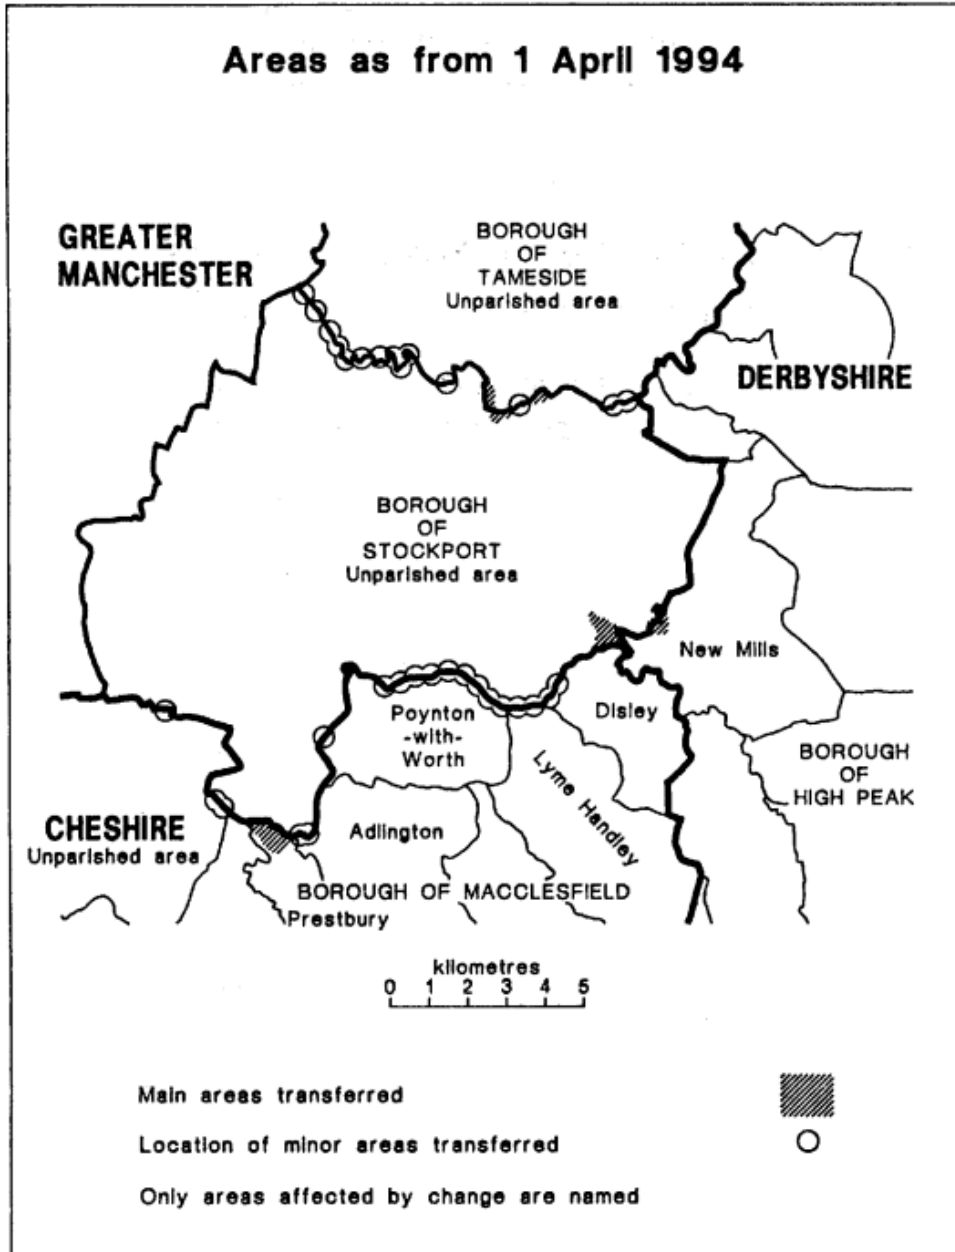 Areas as from 1 April 1994
GREATER
MANCHESTER
BOROUGH
OF
TAMESIDE
Unparished area
DERBYSHIRE
BOROUGH
OF
STOCKPORT
Unparished area
New Mills
Poynton
-with-
Worth
Disley
Lyme Handley
BOROUGH
OF
HIGH PEAK
CHESHIRE
Unparished area
Adlington
BOROUGH OF MACCLESFIELD
Prestbury
kilometres
0 1 2 3 4 5
Main areas transferred
Location of minor areas transferred
Only areas affected by change are named